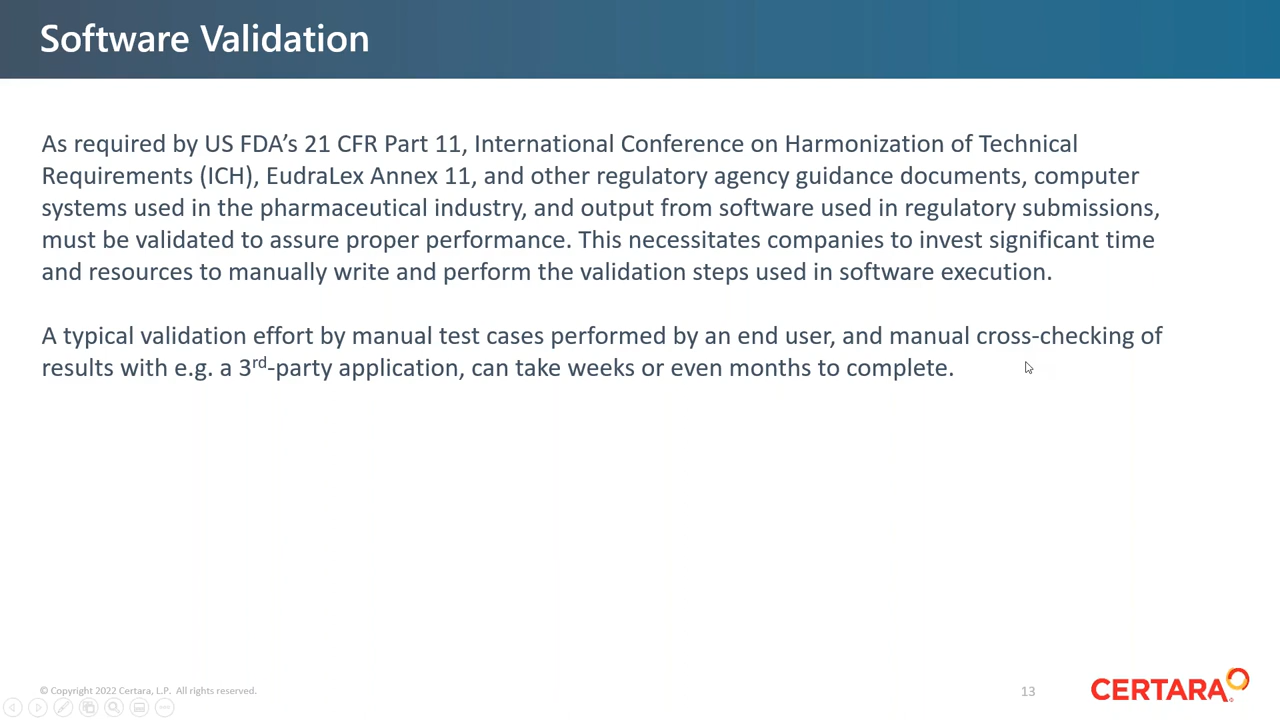 Software Validation
As required by US FDA’s 21 CFR Part 11, International Conference on Harmonization of Technical
Requirements (ICH), EudraLex Annex 11, and other regulatory agency guidance documents, computer
systems used in the pharmaceutical industry, and output from software used in regulatory submissions,
must be validated to assure proper performance. This necessitates companies to invest significant time
and resources to manually write and perform the validation steps used in software execution.
A typical validation effort by manual test cases performed by an end user, and manual cross-checking of
results with e.g. a 3rd-party application, can take weeks or even months to complete.
© Copyright 2022 Certara, L.P. All rights reserved.
13
CERTARA